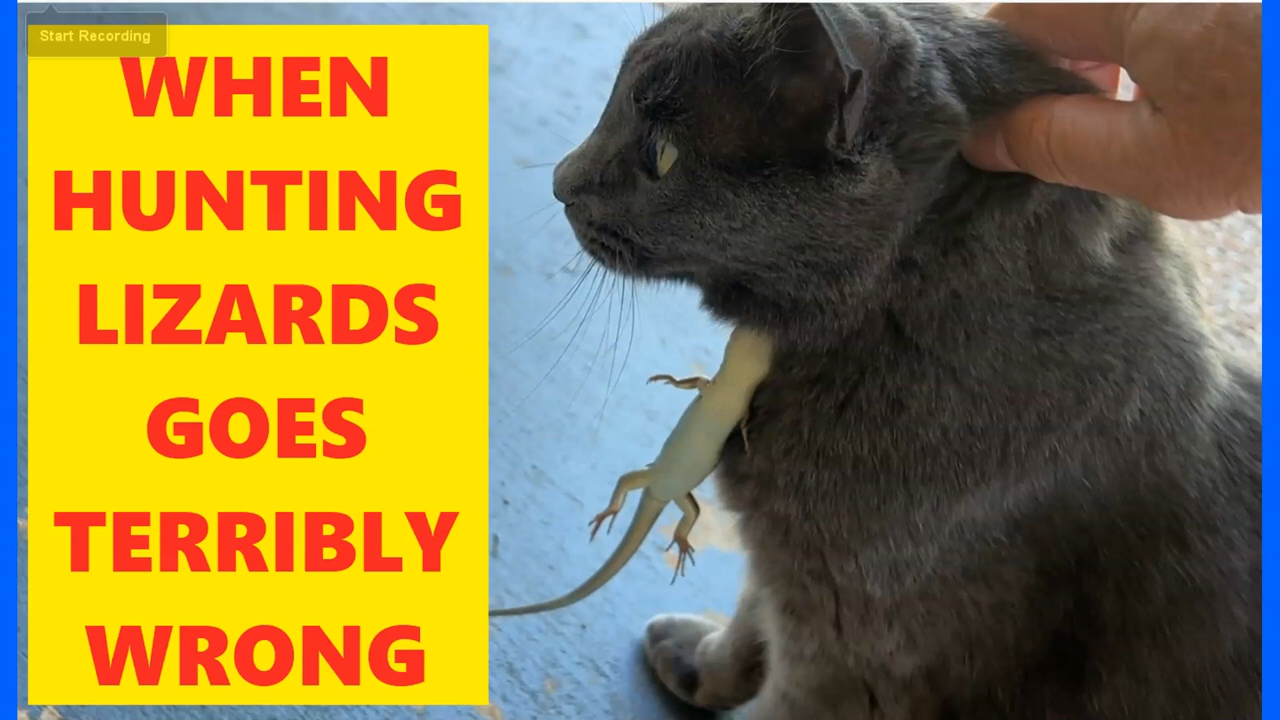 Start Recording
WHEN
HUNTING
LIZARDS
GOES
TERRIBLY
WRONG